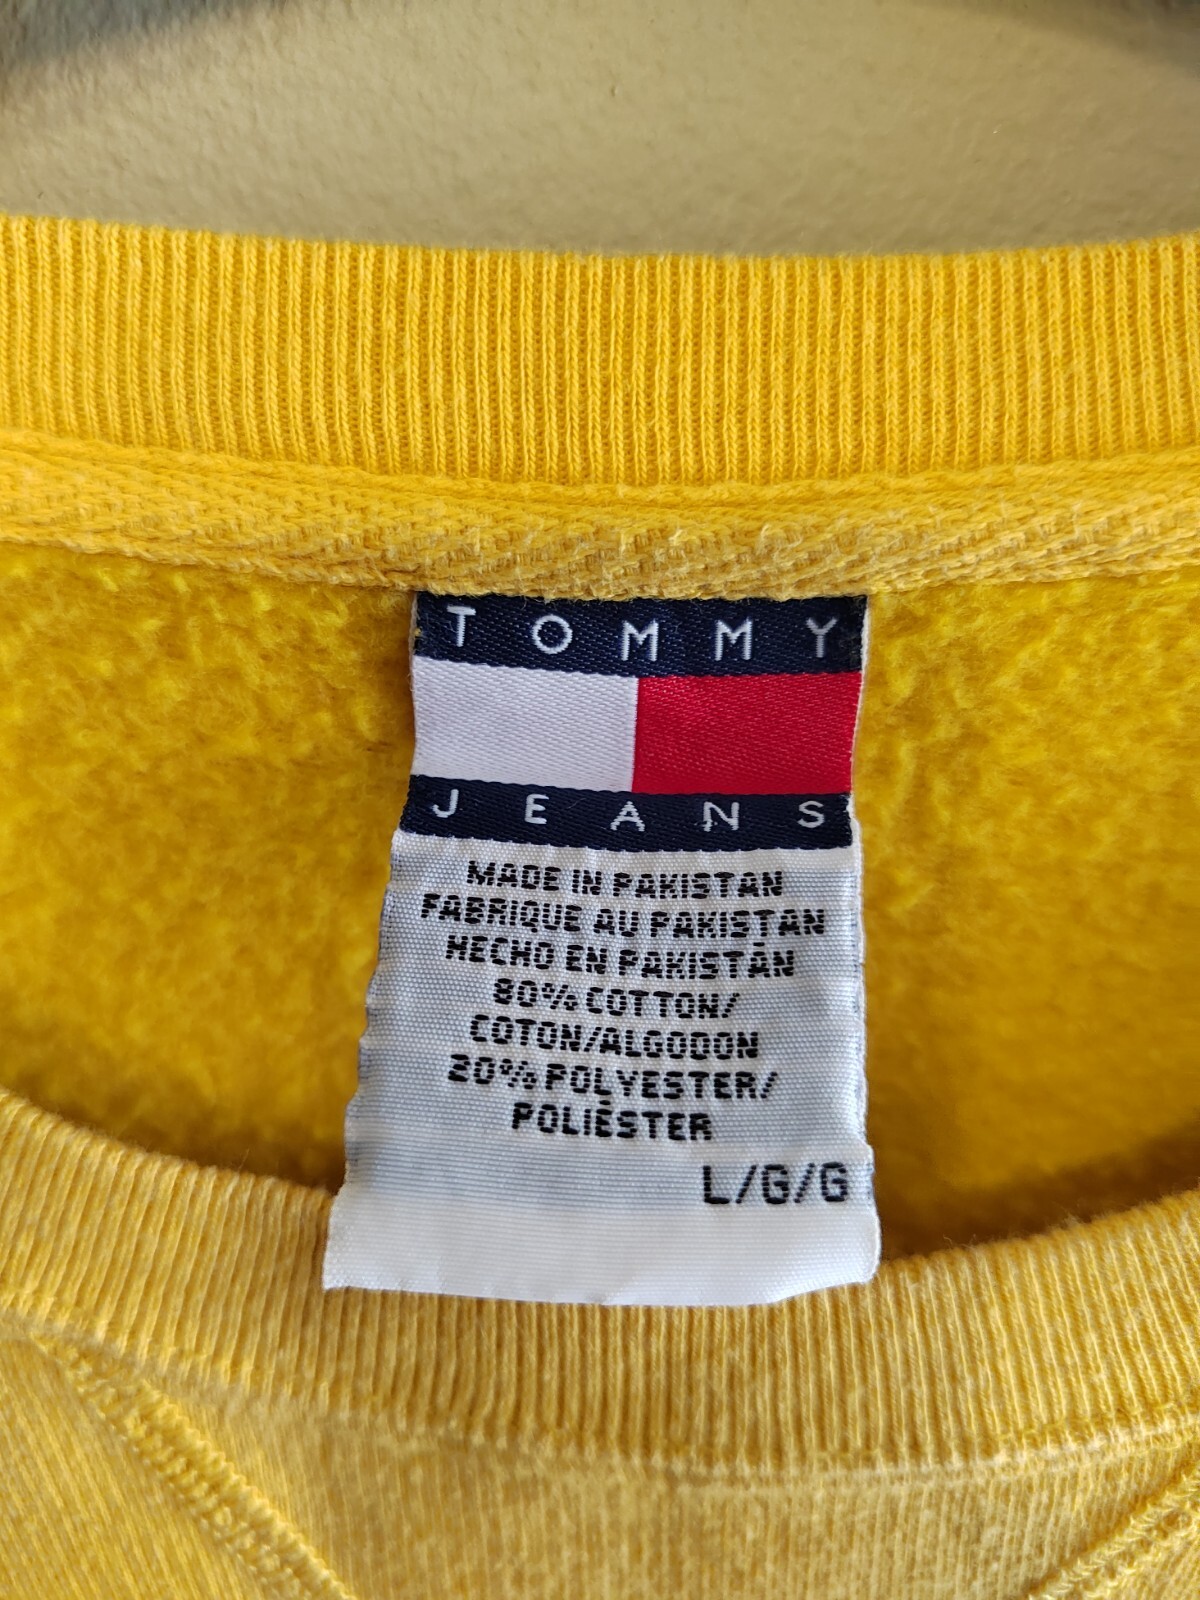 TOMMY
JEANS
MADE IN PAKISTAN
FABRIQUE AU PAKISTAN
HECHO EN PAKISTÁN
80% COTTON/
COTON/ALGODON
20% POLYESTER/
POLIÉSTER
L/G/G